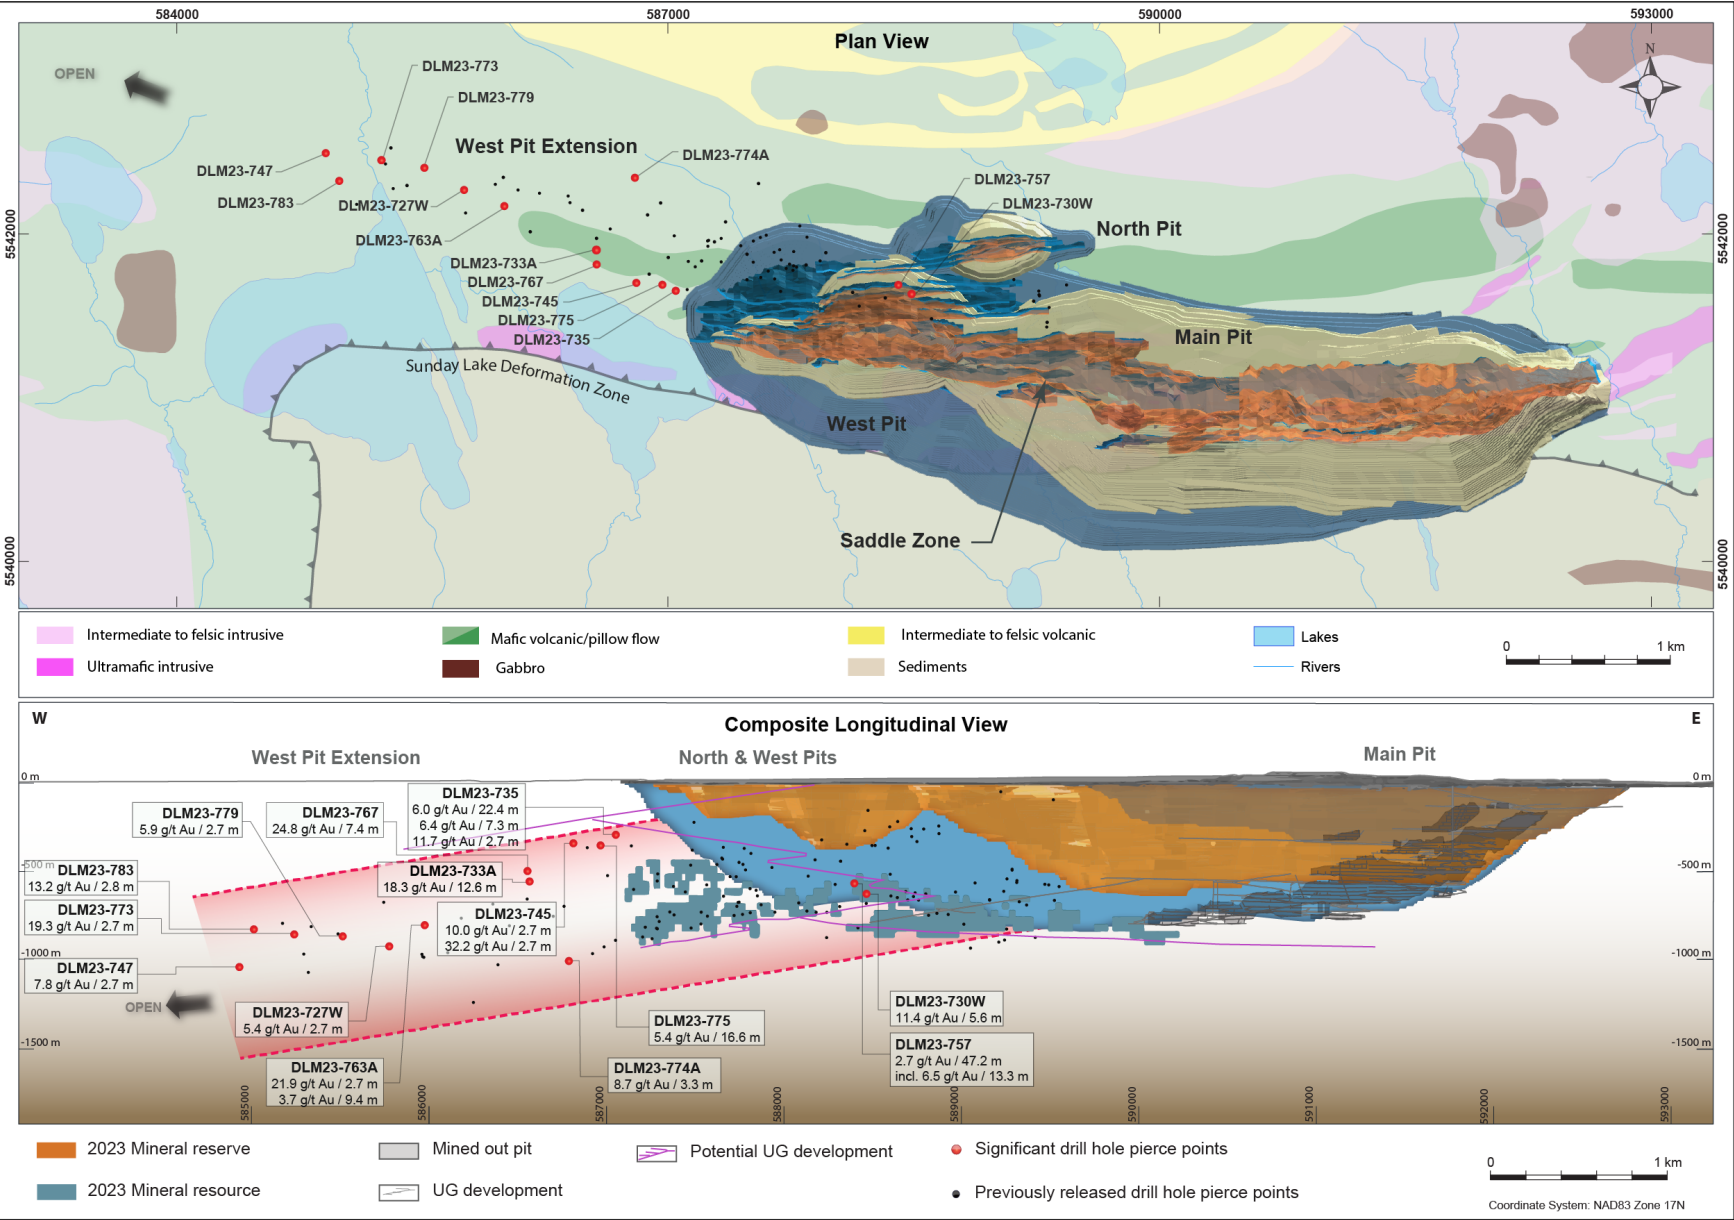 584000
587000
590000
593000
Plan View
OPEN
N
DLM23-773
DLM23-779
West Pit Extension
DLM23-774A
DLM23-747
DLM23-757
DLM23-783
DLM23-727W
DLM23-730W
5542000
5542000
North Pit
DLM23-763A
DLM23-733A
DLM23-767
DLM23-745
DLM23-775
DLM23-735
Main Pit
Sunday Lake Deformation Zone
West Pit
Saddle Zone
5540000
5540000
Intermediate to felsic intrusive
Mafic volcanic/pillow flow
Intermediate to felsic volcanic
Lakes
0
1 km
Ultramafic intrusive
Gabbro
Sediments
Rivers
W
Composite Longitudinal View
E
West Pit Extension
North & West Pits
Main Pit
0 m
0 m
DLM23-735
6.0 g/t Au / 22.4 m
6.4 g/t Au / 7.3 m
11.7 g/t Au / 2.7 m
DLM23-779
5.9 g/t Au / 2.7 m
DLM23-767
24.8 g/t Au / 7.4 m
-500 m
-500 m
DLM23-783
13.2 g/t Au / 2.8 m
DLM23-733A
18.3 g/t Au / 12.6 m
DLM23-773
19.3 g/t Au / 2.7 m
DLM23-745
10.0 g/t Au / 2.7 m
32.2 g/t Au / 2.7 m
-1000 m
-1000 m
DLM23-747
7.8 g/t Au / 2.7 m
OPEN
DLM23-727W
5.4 g/t Au / 2.7 m
DLM23-730W
11.4 g/t Au / 5.6 m
DLM23-775
5.4 g/t Au / 16.6 m
-1500 m
-1500 m
DLM23-757
2.7 g/t Au / 47.2 m
incl. 6.5 g/t Au / 13.3 m
DLM23-763A
21.9 g/t Au / 2.7 m
3.7 g/t Au / 9.4 m
DLM23-774A
8.7 g/t Au / 3.3 m
585000
586000
587000
588000
589000
590000
591000
592000
593000
2023 Mineral reserve
Mined out pit
Potential UG development
Significant drill hole pierce points
0
1 km
2023 Mineral resource
UG development
Previously released drill hole pierce points
Coordinate System: NAD83 Zone 17N